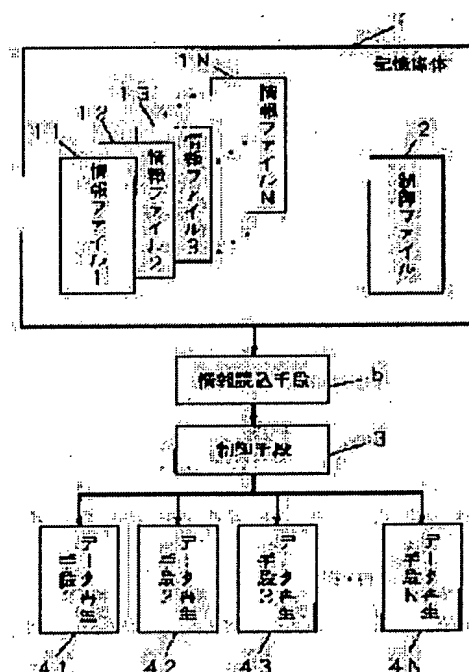 1N
記憶媒体
13
12
11
2
情報ファイル1
情報ファイル2
情報ファイル3
情報ファイルN
制御ファイル
情報読込手段
制御手段
3
データ再生手段1
データ再生手段2
データ再生手段3
データ再生手段N
41
42
43
4N